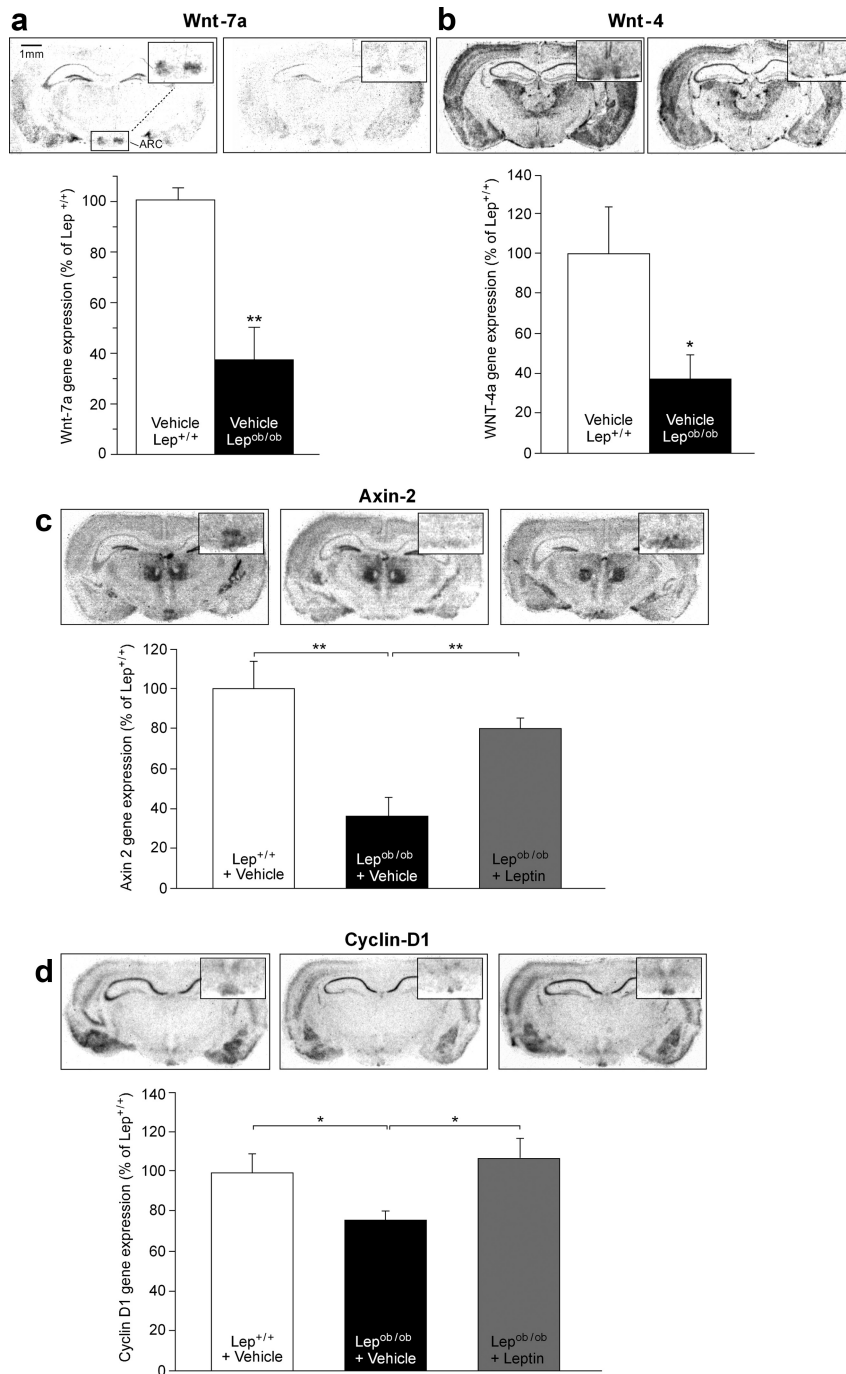 a
Wnt-7a
1mm
ARC
Wnt-7a gene expression (% of Lep +/+)
100
80
60
40
20
0
**
Vehicle
Lep+/+
Vehicle
Lepob/ob
b
Wnt-4
WNT-4a gene expression (% of Lep+/+)
140
120
100
80
60
40
20
0
*
Vehicle
Lep+/+
Vehicle
Lepob/ob
c
Axin-2
Axin 2 gene expression (% of Lep+/+)
120
100
80
60
40
20
0
**
**
Lep+/+
+ Vehicle
Lepob/ob
+ Vehicle
Lepob/ob
+ Leptin
d
Cyclin-D1
Cyclin D1 gene expression (% of Lep+/+)
140
120
100
80
60
40
20
0
*
*
Lep+/+
+ Vehicle
Lepob/ob
+ Vehicle
Lepob/ob
+ Leptin